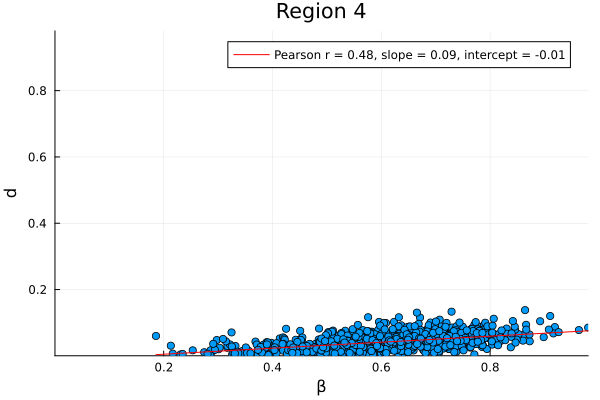 Region 4
Pearson r = 0.48, slope = 0.09, intercept = -0.01
d
0.8
0.6
0.4
0.2
0.2 0.4 0.6 0.8
β